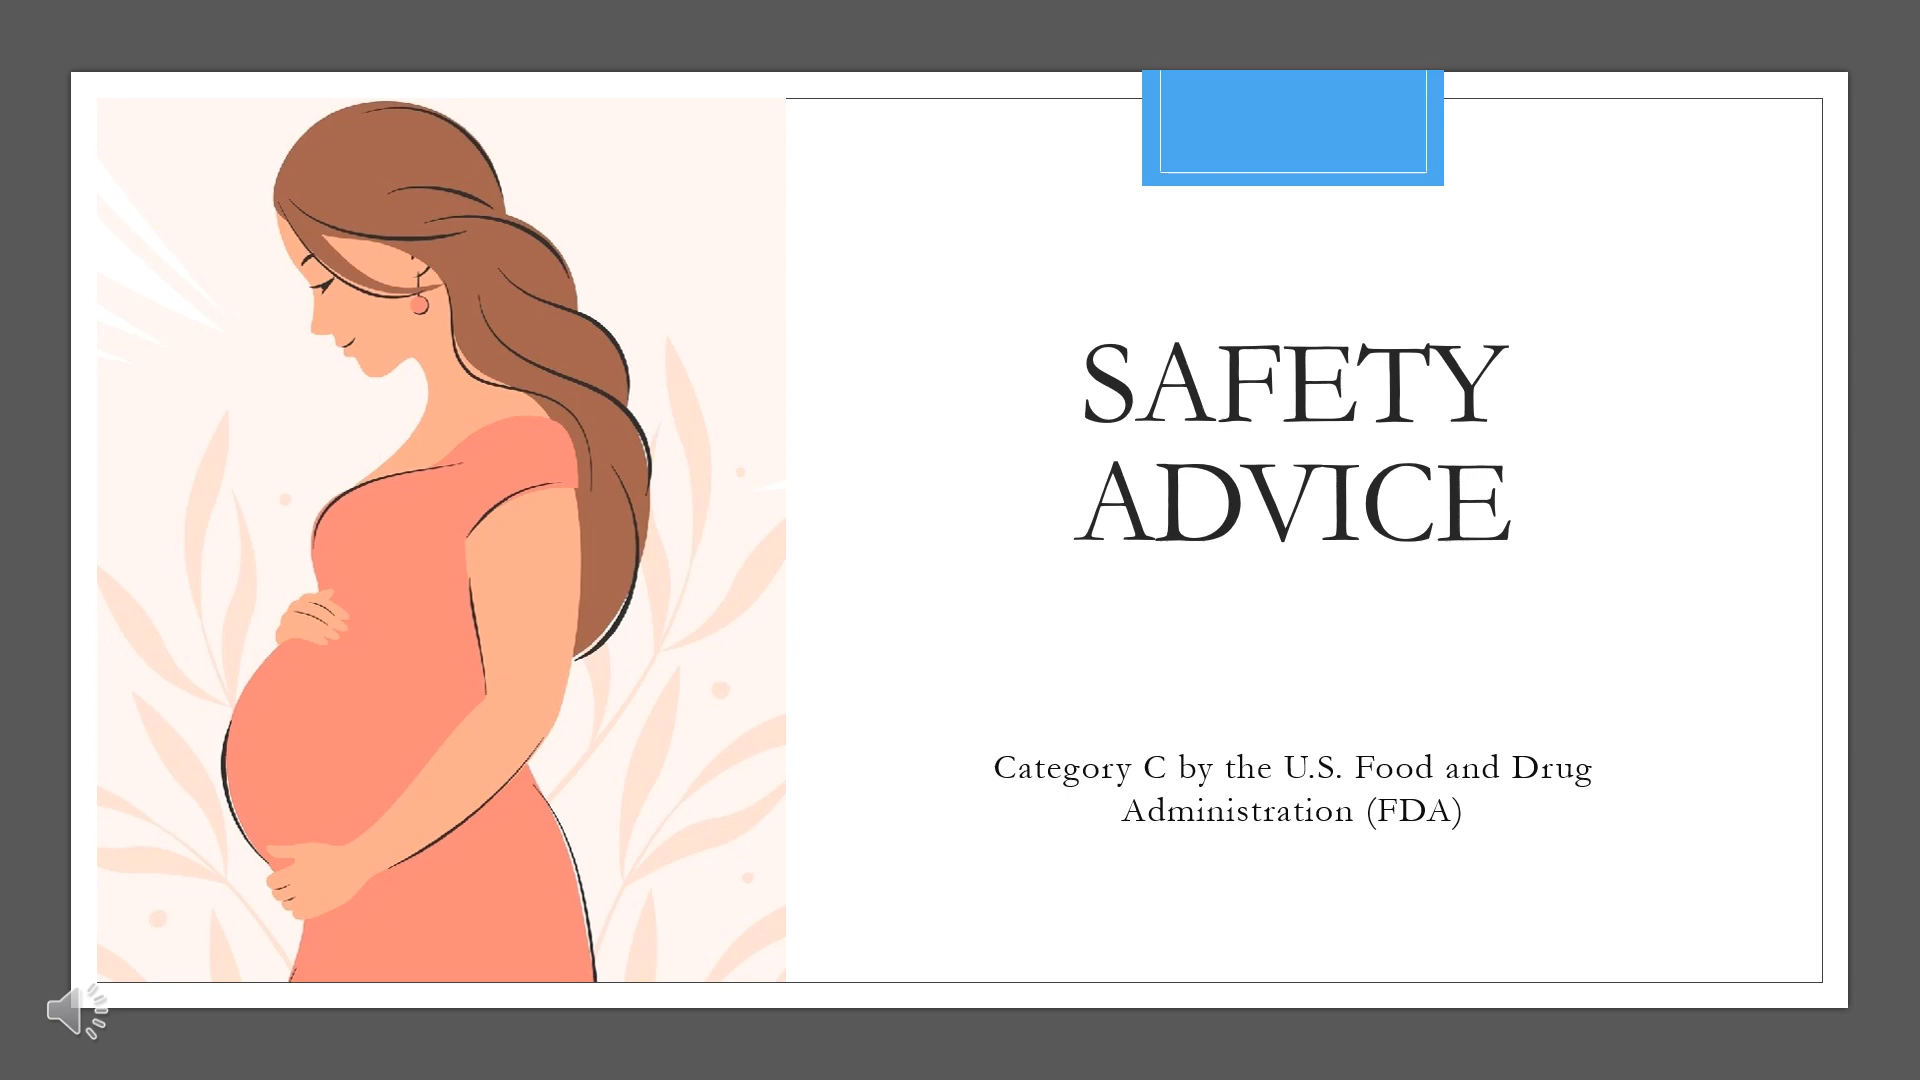 SAFETY
ADVICE
Category C by the U.S. Food and Drug
Administration (FDA)